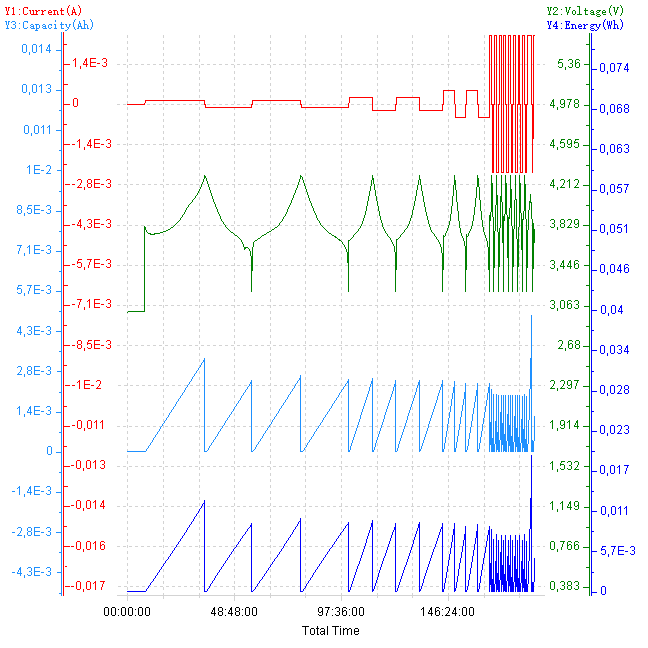 Y1:Current(A) Y2:Voltage(V)
Y3:Capacity(Ah) Y4:Energy(Wh)
0,014 1,4E-3 5,36 0,074
0,013 0 4,978 0,068
0,011 -1,4E-3 4,595 0,063
1E-2 -2,8E-3 4,212 0,057
8,5E-3 -4,3E-3 3,829 0,051
7,1E-3 -5,7E-3 3,446 0,046
5,7E-3 -7,1E-3 3,063 0,04
4,3E-3 -8,5E-3 2,68 0,034
2,8E-3 -1E-2 2,297 0,028
1,4E-3 -0,011 1,914 0,023
0 -0,013 1,532 0,017
-1,4E-3 -0,014 1,149 0,011
-2,8E-3 -0,016 0,766 5,7E-3
-4,3E-3 -0,017 0,383 0
00:00:00 48:48:00 97:36:00 146:24:00
Total Time